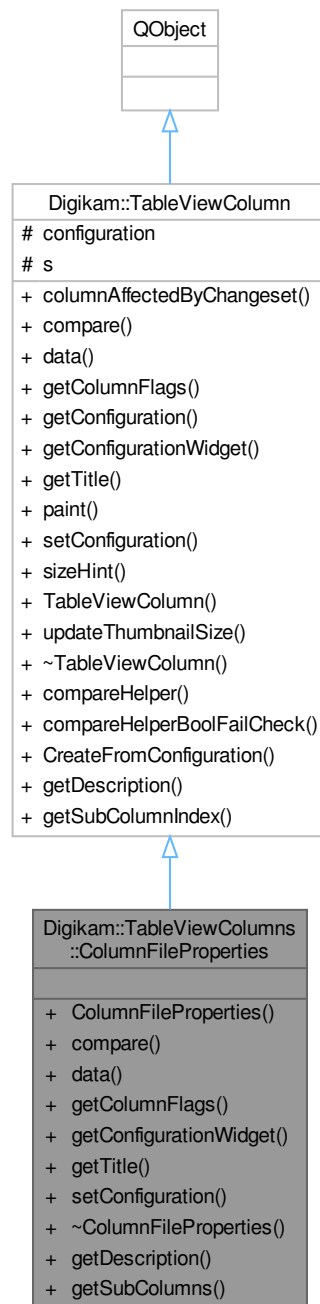 QObject
Digikam::TableViewColumn
# configuration
# s
+ columnAffectedByChangeset()
+ compare()
+ data()
+ getColumnFlags()
+ getConfiguration()
+ getConfigurationWidget()
+ getTitle()
+ paint()
+ setConfiguration()
+ sizeHint()
+ TableViewColumn()
+ updateThumbnailSize()
+ ~TableViewColumn()
+ compareHelper()
+ compareHelperBoolFailCheck()
+ CreateFromConfiguration()
+ getDescription()
+ getSubColumnIndex()
Digikam::TableViewColumns
::ColumnFileProperties
+ ColumnFileProperties()
+ compare()
+ data()
+ getColumnFlags()
+ getConfigurationWidget()
+ getTitle()
+ setConfiguration()
+ ~ColumnFileProperties()
+ getDescription()
+ getSubColumns()